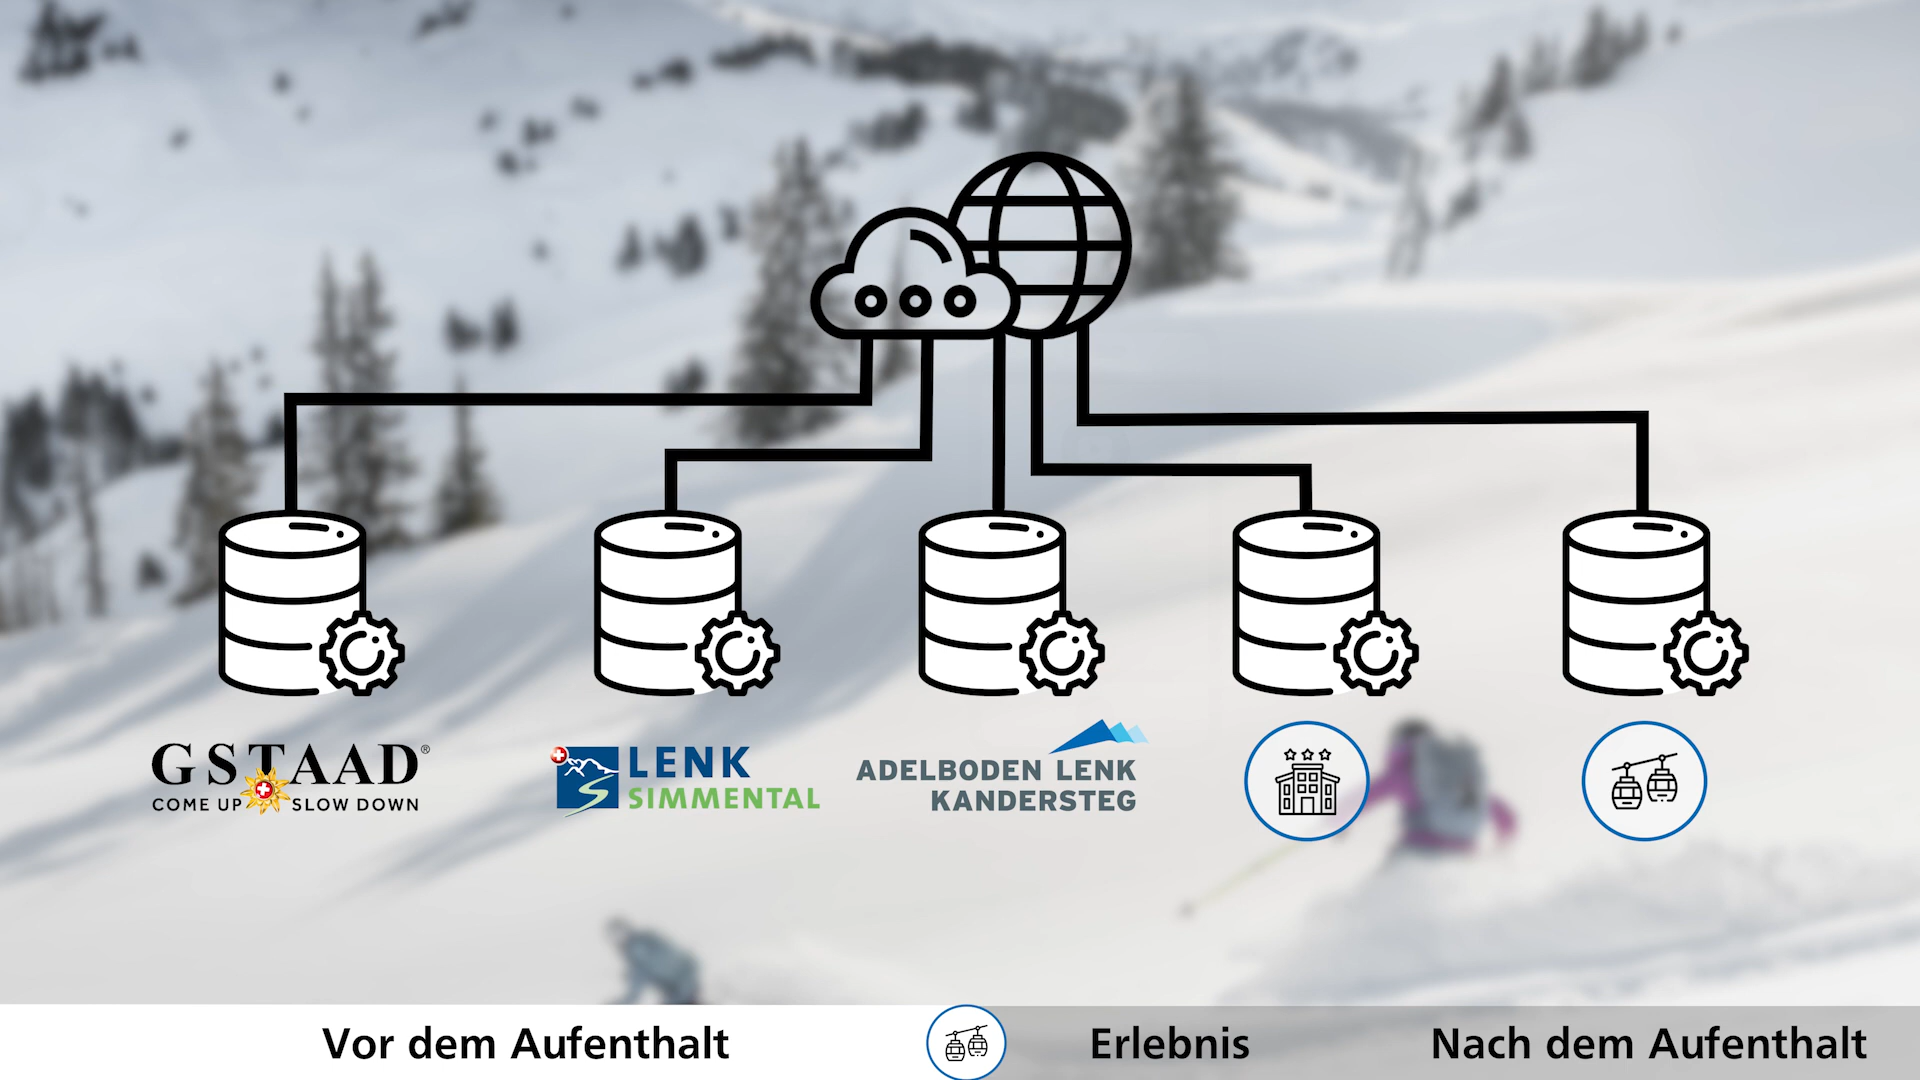 GSTAAD®
COME UP SLOW DOWN
LENK
SIMMENTAL
ADELBODEN LENK
KANDERSTEG
Vor dem Aufenthalt
Erlebnis
Nach dem Aufenthalt